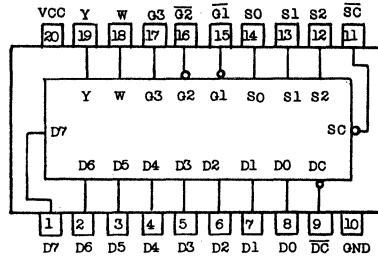 VCC Y W G3 G2 G1 S0 S1 S2 SC
20 19 18 17 16 15 14 13 12 11
Y W G3 G2 G1 S0 S1 S2
D7 SC
D6 D5 D4 D3 D2 D1 D0 DC
1 2 3 4 5 6 7 8 9 10
D7 D6 D5 D4 D3 D2 D1 D0 DC GND